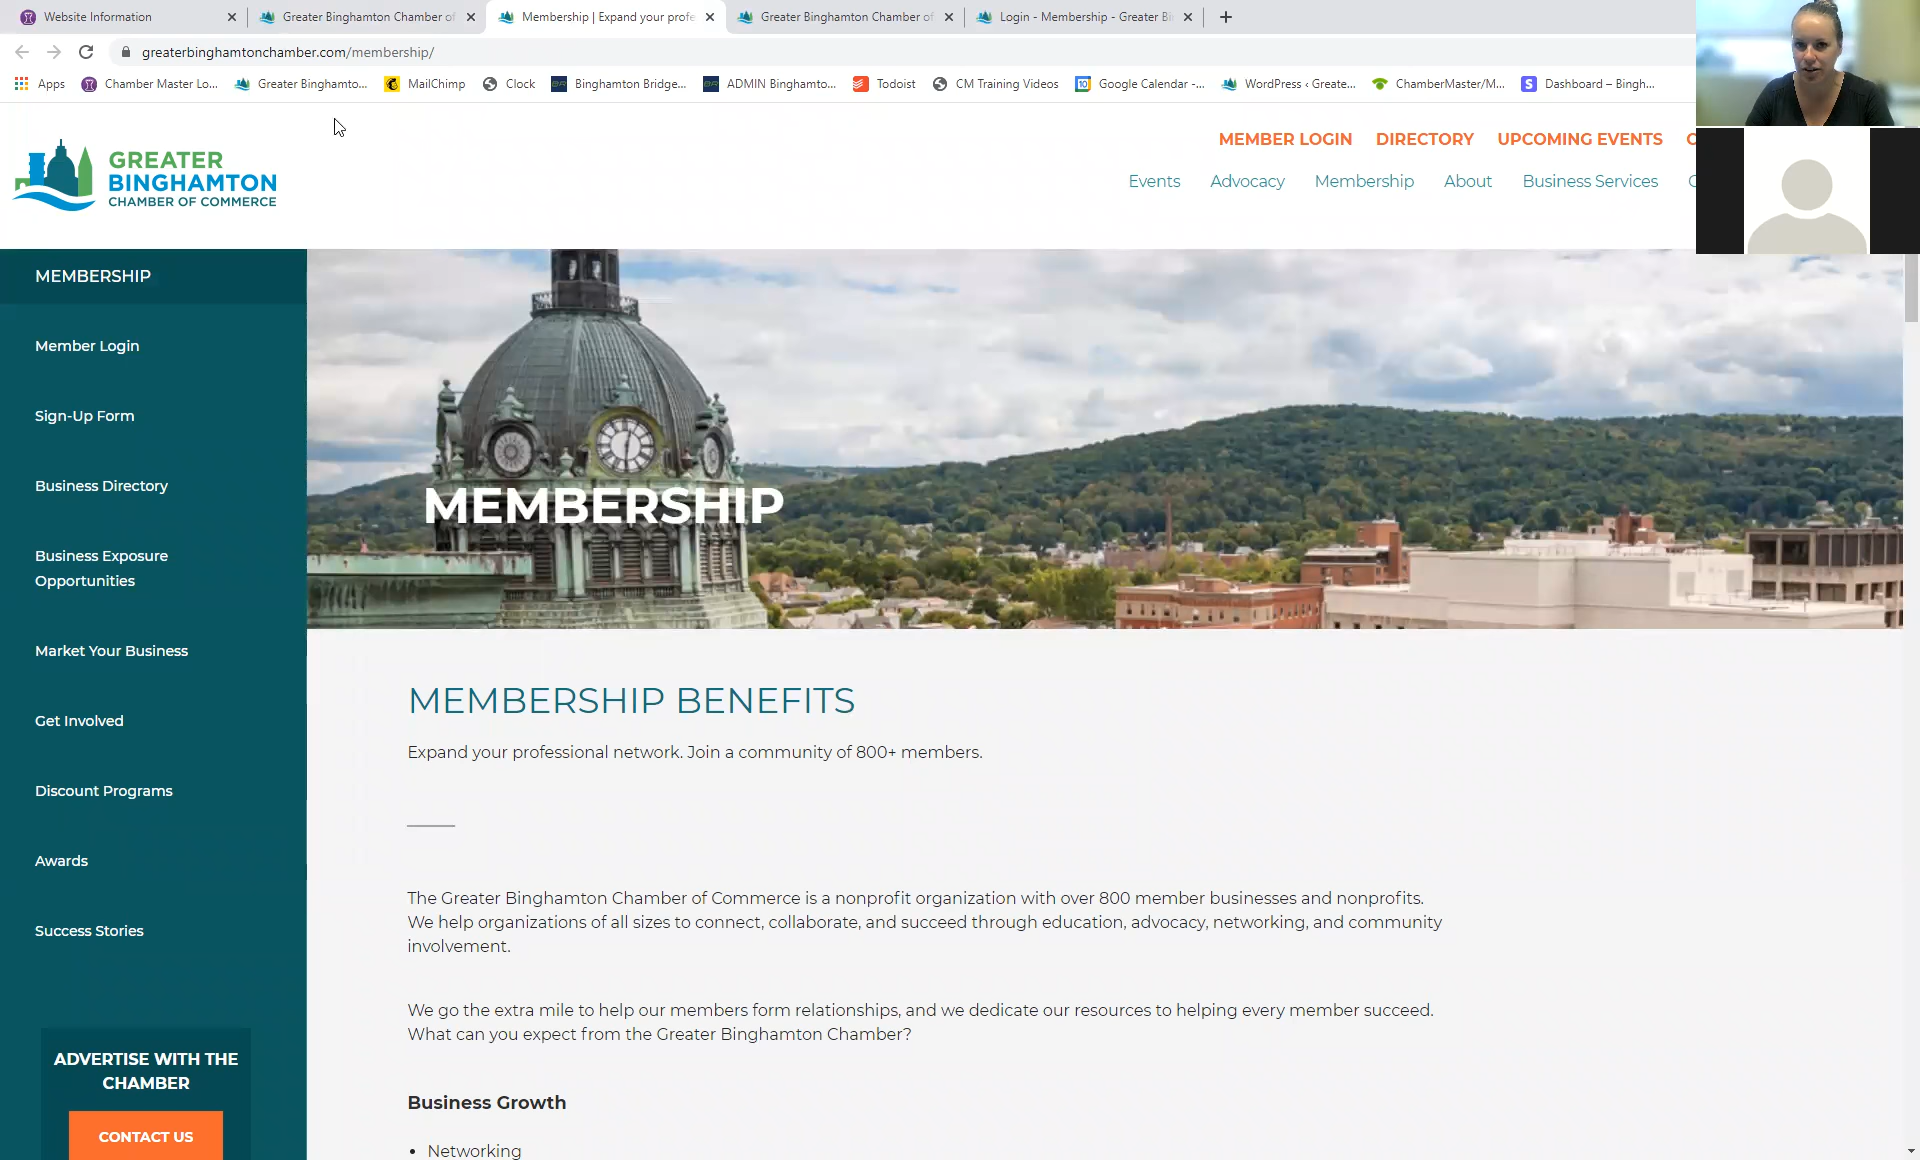 Website Information
Greater Binghamton Chamber of
Membership | Expand your profe
Greater Binghamton Chamber of
Login - Membership - Greater Bi
greaterbinghamtonchamber.com/membership/
Apps
Chamber Master Lo...
Greater Binghamto...
MailChimp
Clock
Binghamton Bridge...
ADMIN Binghamto...
Todoist
CM Training Videos
Google Calendar -...
WordPress ‹ Greate...
ChamberMaster/M...
Dashboard – Bingh...
GREATER
BINGHAMTON
CHAMBER OF COMMERCE
MEMBER LOGIN
DIRECTORY
UPCOMING EVENTS
Events
Advocacy
Membership
About
Business Services
MEMBERSHIP
Member Login
Sign-Up Form
Business Directory
Business Exposure
Opportunities
Market Your Business
Get Involved
Discount Programs
Awards
Success Stories
ADVERTISE WITH THE
CHAMBER
CONTACT US
MEMBERSHIP
MEMBERSHIP BENEFITS
Expand your professional network. Join a community of 800+ members.
The Greater Binghamton Chamber of Commerce is a nonprofit organization with over 800 member businesses and nonprofits.
We help organizations of all sizes to connect, collaborate, and succeed through education, advocacy, networking, and community
involvement.
We go the extra mile to help our members form relationships, and we dedicate our resources to helping every member succeed.
What can you expect from the Greater Binghamton Chamber?
Business Growth
• Networking